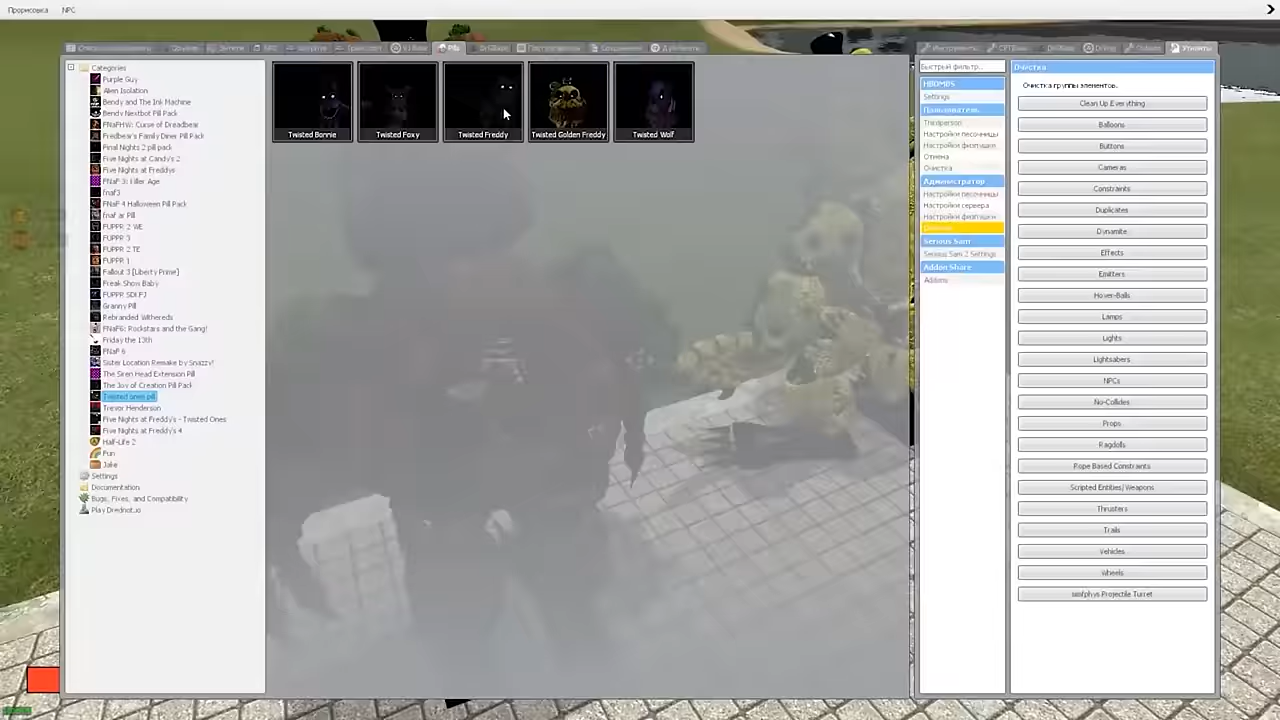 Прорисовка NPC
Pills
DrGBase
Утилиты
Categories
Purple Guy
Alien Isolation
Bendy and The Ink Machine
Bendy Nextbot Pill Pack
FNaFHW: Curse of Dreadbear
Fredbear's Family Diner Pill Pack
Final Nights 2 pill pack
Five Nights at Candy's 2
Five Nights at Freddys
FNaF 3: Killer Age
fnaf3
FNaF 4 Halloween Pill Pack
fnaf ar Pill
FUPPR 2 WE
FUPPR 3
FUPPR 2 TE
FUPPR 1
Fallout 3 [Liberty Prime]
Freak Show Baby
FUPPR SDI FJ
Granny Pill
Rebranded Withereds
FNaF6: Rockstars and the Gang!
Friday the 13th
FNaF 6
Sister Location Remake by Snazzy!
The Siren Head Extension Pill
The Joy of Creation Pill Pack
Twisted ones pill
Trevor Henderson
Five Nights at Freddy's - Twisted Ones
Five Nights at Freddy's 4
Half-Life 2
Fun
Jake
Settings
Documentation
Bugs, Fixes, and Compatibility
Play Drednot.io
Twisted Bonnie
Twisted Foxy
Twisted Freddy
Twisted Golden Freddy
Twisted Wolf
Быстрый фильтр...
HBOMBS
Settings
Пользователь
Thirdperson
Настройки песочницы
Настройки физпушки
Отмена
Очистка
Администратор
Настройки песочницы
Настройки сервера
Настройки физпушки
Serious Sam
Serious Sam 2 Settings
Addon Share
Addons
Очистка
Очистка группы элементов.
Clean Up Everything
Balloons
Buttons
Cameras
Constraints
Duplicates
Dynamite
Effects
Emitters
Hover-Balls
Lamps
Lights
Lightsabers
NPCs
No-Collides
Props
Ragdolls
Rope Based Constraints
Scripted Entities/Weapons
Thrusters
Trails
Vehicles
Wheels
simfphys Projectile Turret